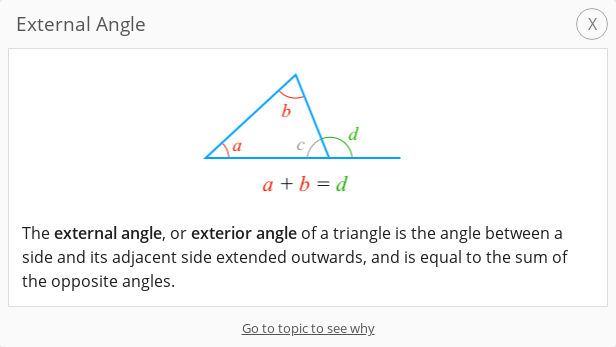 External Angle
X
b
a
c
d
a + b = d
The external angle, or exterior angle of a triangle is the angle between a
side and its adjacent side extended outwards, and is equal to the sum of
the opposite angles.
Go to topic to see why